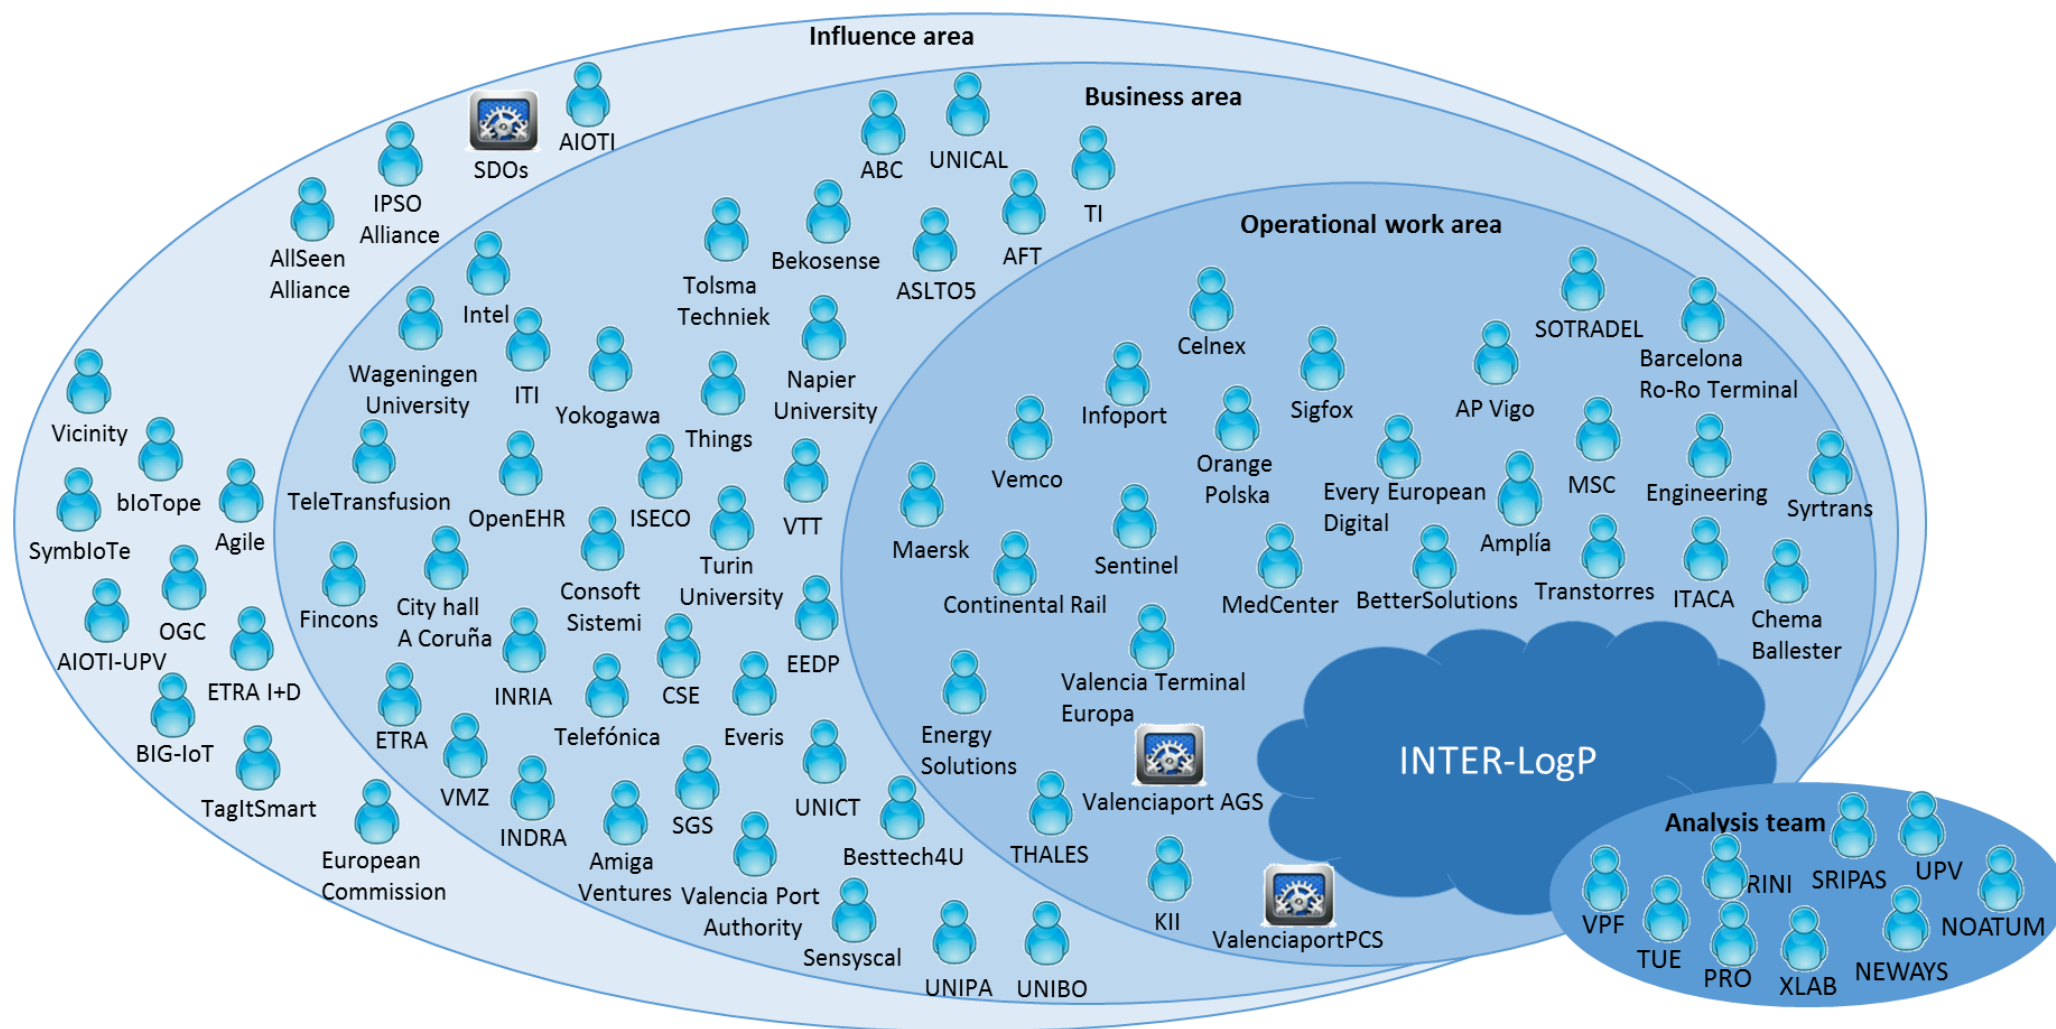 Influence area
AIOTI
SDOs
IPSO
Alliance
AllSeen
Alliance
Vicinity
bIoTope
SymbIoTe
Agile
OGC
AIOTI-UPV
ETRA I+D
BIG-IoT
TagItSmart
European
Commission
Business area
ABC
UNICAL
TI
AFT
Bekosense
ASLTO5
Tolsma
Techniek
Intel
Wageningen
University
ITI
Yokogawa
Napier
University
Things
TeleTransfusion
OpenEHR
ISECO
VTT
Turin
University
Consoft
Sistemi
Fincons
City hall
A Coruña
INRIA
CSE
EEDP
ETRA
Telefónica
Everis
VMZ
INDRA
SGS
UNICT
Amiga
Ventures
Valencia Port
Authority
Besttech4U
Sensyscal
UNIPA
UNIBO
Operational work area
SOTRADEL
Celnex
Barcelona
Ro-Ro Terminal
Infoport
Sigfox
AP Vigo
Vemco
Orange
Polska
Every European
Digital
MSC
Engineering
Syrtrans
Maersk
Sentinel
Amplía
Continental Rail
MedCenter
BetterSolutions
Transtorres
ITACA
Chema
Ballester
Valencia Terminal
Europa
Energy
Solutions
Valenciaport AGS
THALES
KII
ValenciaportPCS
INTER-LogP
Analysis team
VPF
RINI
SRIPAS
UPV
NOATUM
TUE
PRO
XLAB
NEWAYS